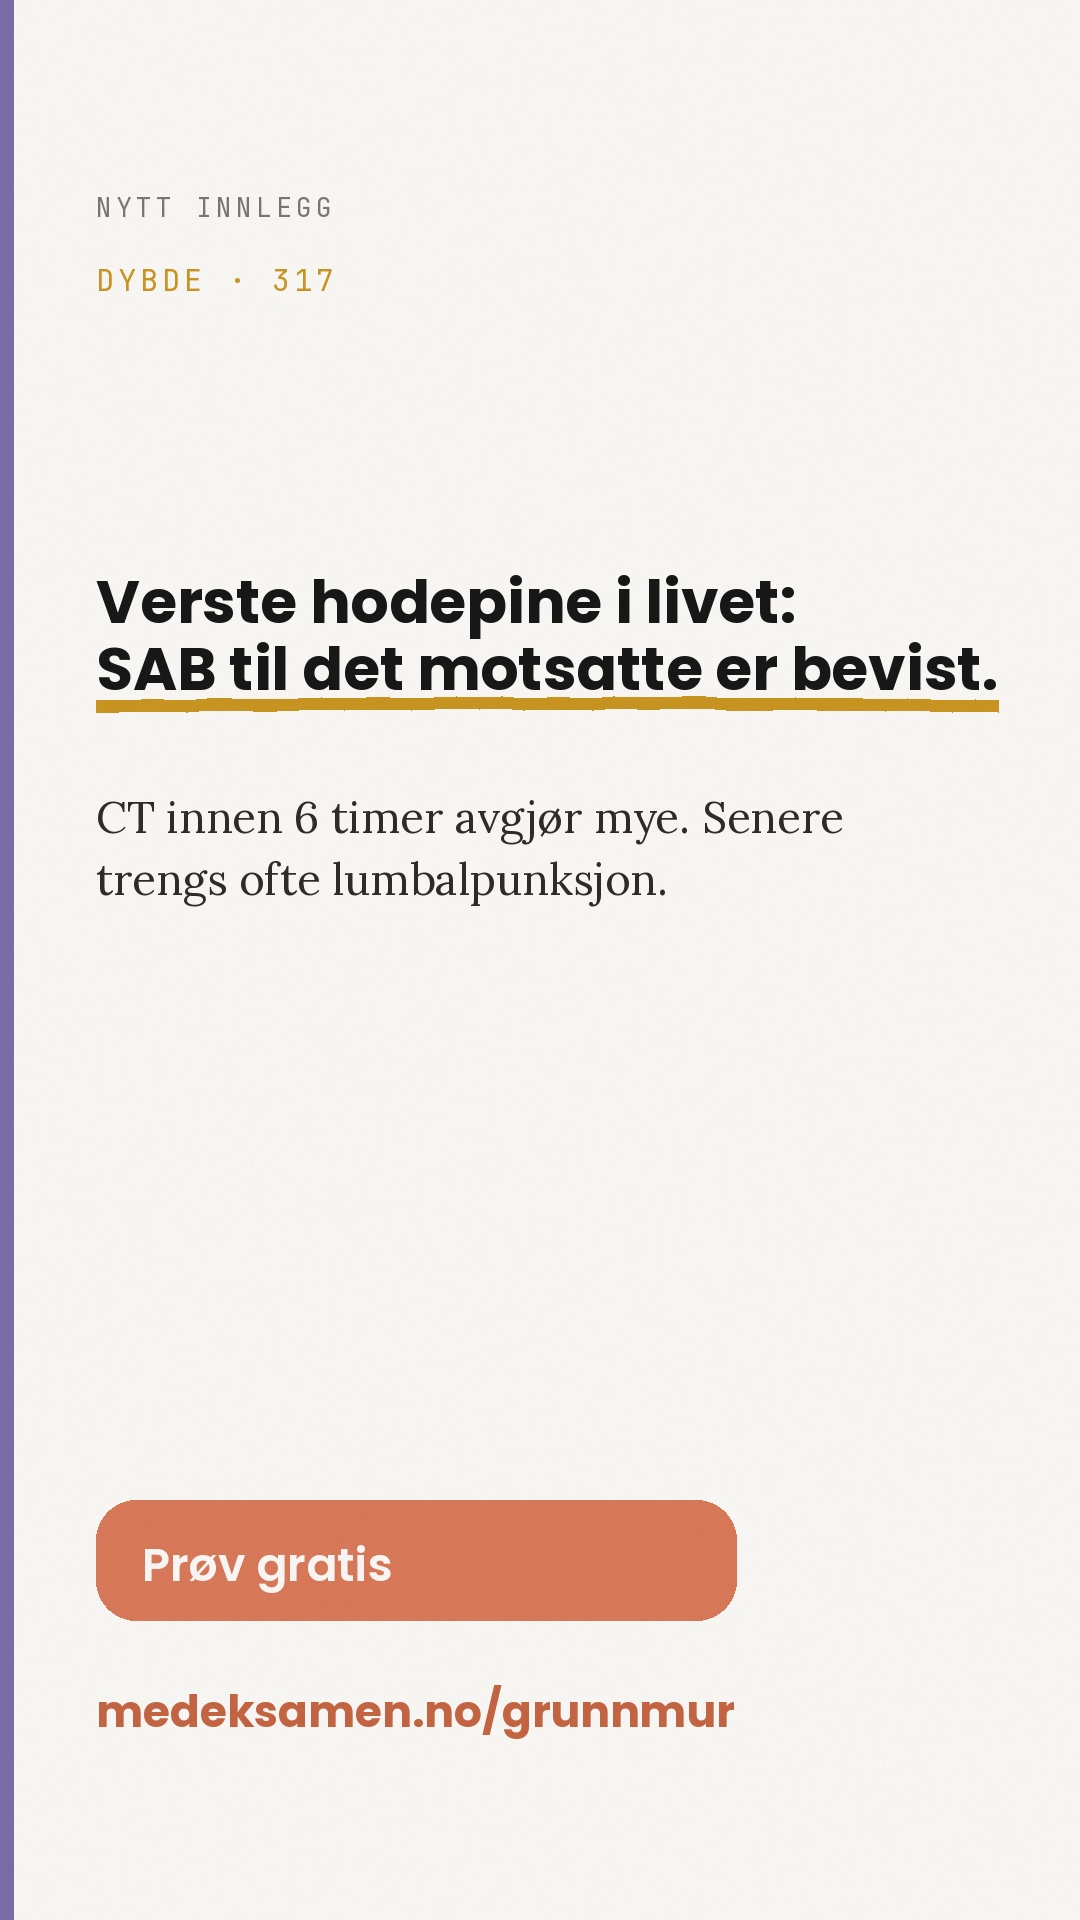 NYTT INNLEGG
DYBDE · 317
Verste hodepine i livet:
SAB til det motsatte er bevist.
CT innen 6 timer avgjør mye. Senere
trengs ofte lumbalpunksjon.
Prøv gratis
medeksamen.no/grunnmur